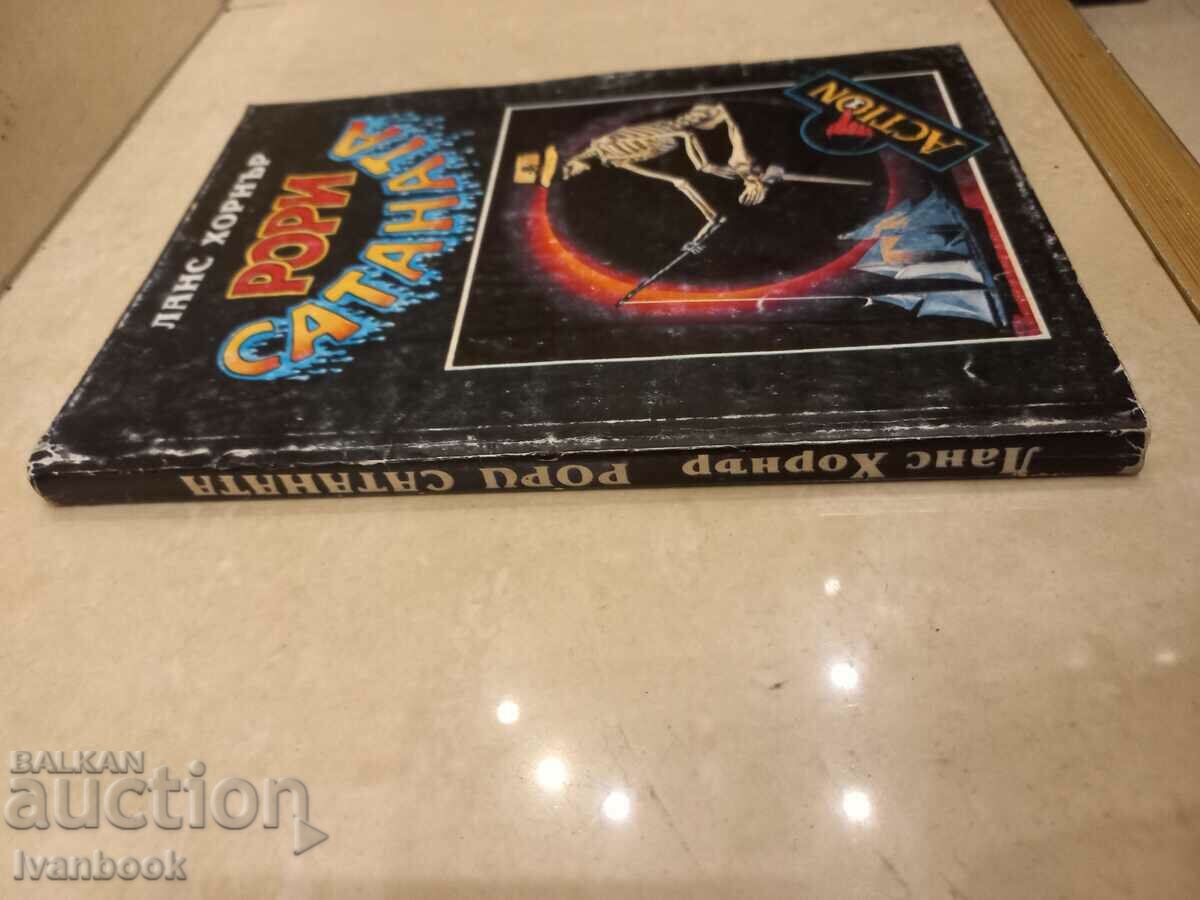 ЛАНС ХОРНЪР
РОРИ
САТАНАТА
ACTION
Ланс Хорнър РОРИ САТАНАТА
BALKAN
auction
Ivanbook